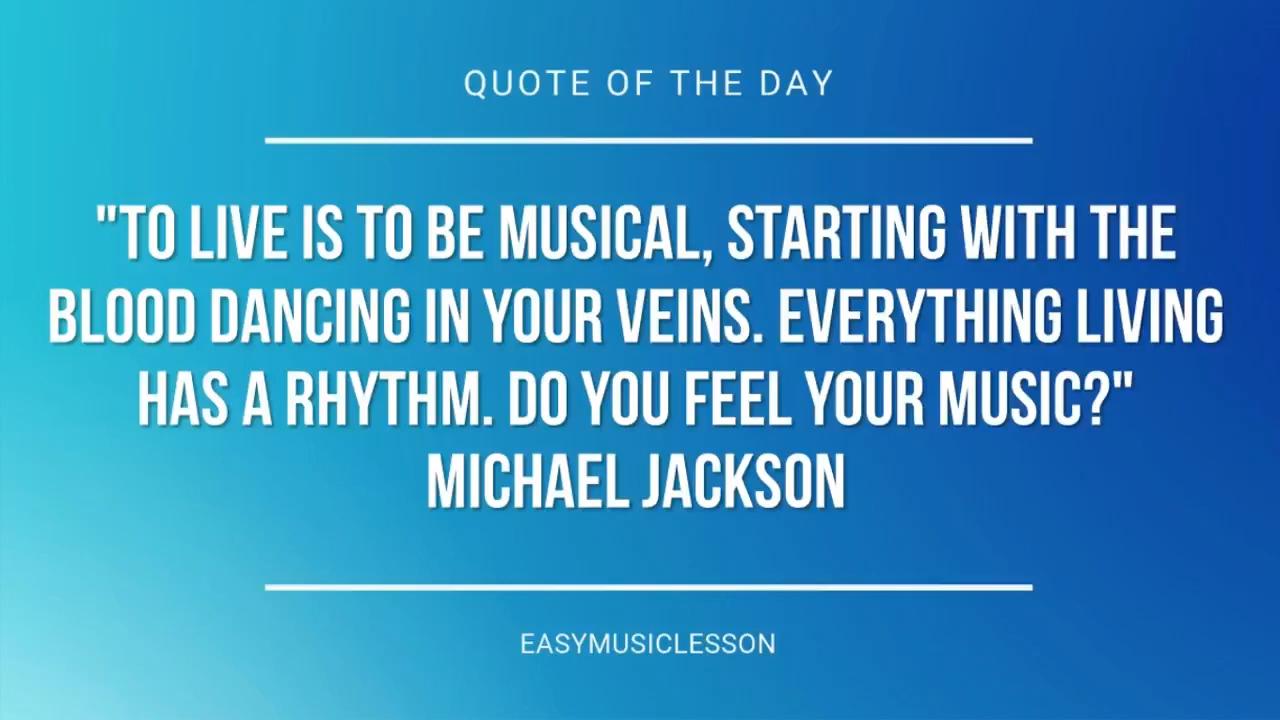 QUOTE OF THE DAY
"TO LIVE IS TO BE MUSICAL, STARTING WITH THE
BLOOD DANCING IN YOUR VEINS. EVERYTHING LIVING
HAS A RHYTHM. DO YOU FEEL YOUR MUSIC?"
MICHAEL JACKSON
EASYMUSICLESSON